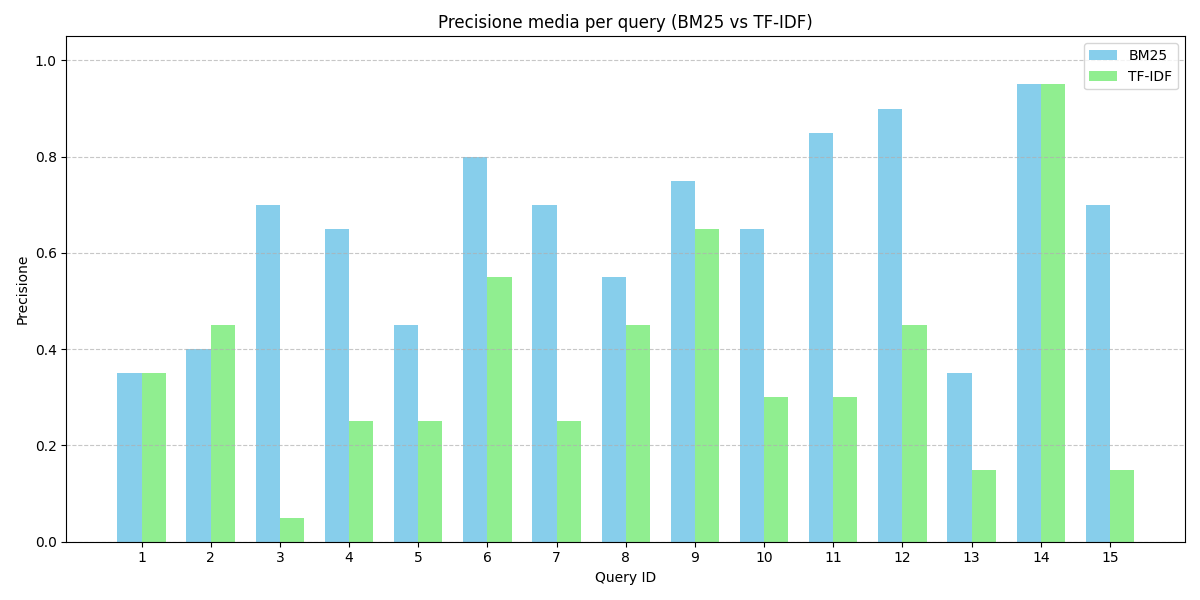 Precisione media per query (BM25 vs TF-IDF)
BM25
TF-IDF
Precisione
1.0
0.8
0.6
0.4
0.2
0.0
1 2 3 4 5 6 7 8 9 10 11 12 13 14 15
Query ID